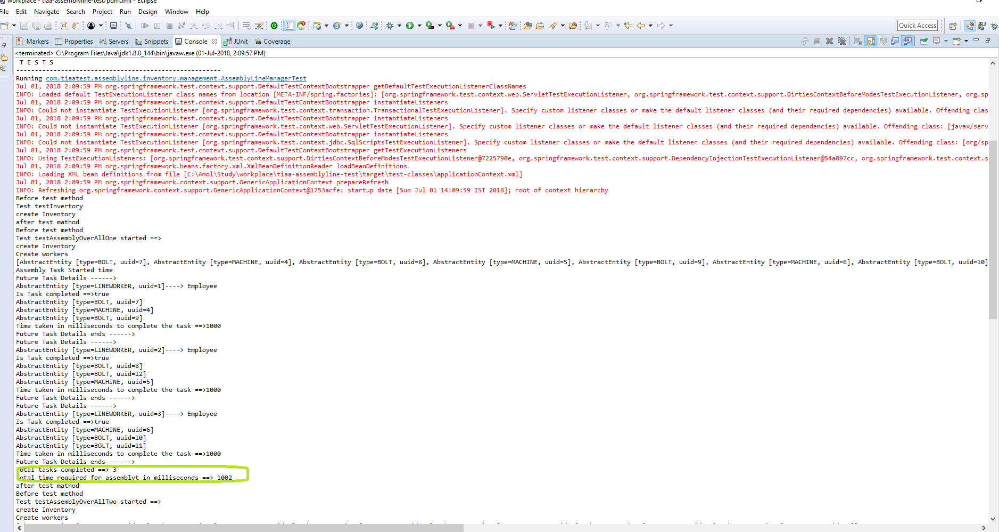 workplace - tiaa-assemblyline-test/pom.xml - Eclipse
File Edit Navigate Search Project Run Design Window Help
Quick Access
Markers Properties Servers Snippets Console JUnit Coverage
<terminated> C:\Program Files\Java\jdk1.8.0_144\bin\javaw.exe (01-Jul-2018, 2:09:57 PM)
T E S T S
-------------------------------------------------------
Running com.tiaatest.assemblyline.inventory.management.AssemblyLineManagerTest
Jul 01, 2018 2:09:59 PM org.springframework.test.context.support.DefaultTestContextBootstrapper getDefaultTestExecutionListenerClassNames
INFO: Loaded default TestExecutionListener class names from location [META-INF/spring.factories]: [org.springframework.test.context.web.ServletTestExecutionListener, org.springframework.test.context.support.DirtiesContextBeforeModesTestExecutionListener, org.sp
Jul 01, 2018 2:09:59 PM org.springframework.test.context.support.DefaultTestContextBootstrapper instantiateListeners
INFO: Could not instantiate TestExecutionListener [org.springframework.test.context.transaction.TransactionalTestExecutionListener]. Specify custom listener classes or make the default listener classes (and their required dependencies) available. Offending clas
Jul 01, 2018 2:09:59 PM org.springframework.test.context.support.DefaultTestContextBootstrapper instantiateListeners
INFO: Could not instantiate TestExecutionListener [org.springframework.test.context.web.ServletTestExecutionListener]. Specify custom listener classes or make the default listener classes (and their required dependencies) available. Offending class: [javax/serv
Jul 01, 2018 2:09:59 PM org.springframework.test.context.support.DefaultTestContextBootstrapper instantiateListeners
INFO: Could not instantiate TestExecutionListener [org.springframework.test.context.jdbc.SqlScriptsTestExecutionListener]. Specify custom listener classes or make the default listener classes (and their required dependencies) available. Offending class: [org/sp
Jul 01, 2018 2:09:59 PM org.springframework.test.context.support.DefaultTestContextBootstrapper getTestExecutionListeners
INFO: Using TestExecutionListeners: [org.springframework.test.context.support.DirtiesContextBeforeModesTestExecutionListener@7225790e, org.springframework.test.context.support.DependencyInjectionTestExecutionListener@54a097cc, org.springframework.test.context.s
Jul 01, 2018 2:09:59 PM org.springframework.beans.factory.xml.XmlBeanDefinitionReader loadBeanDefinitions
INFO: Loading XML bean definitions from file [C:\Amol\Study\workplace\tiaa-assemblyline-test\target\test-classes\applicationContext.xml]
Jul 01, 2018 2:09:59 PM org.springframework.context.support.GenericApplicationContext prepareRefresh
INFO: Refreshing org.springframework.context.support.GenericApplicationContext@1753acfe: startup date [Sun Jul 01 14:09:59 IST 2018]; root of context hierarchy
Before test method
Test testInventory
create Inventory
after test mathod
Before test method
Test testAssemblyOverAllOne started ==>
create Inventory
Create workers
[AbstractEntity [type=BOLT, uuid=7], AbstractEntity [type=MACHINE, uuid=4], AbstractEntity [type=BOLT, uuid=8], AbstractEntity [type=MACHINE, uuid=5], AbstractEntity [type=BOLT, uuid=9], AbstractEntity [type=MACHINE, uuid=6], AbstractEntity [type=BOLT, uuid=10]
Assembly Task Started time
Future Task Details ------>
AbstractEntity [type=LINEWORKER, uuid=1]----> Employee
Is Task completed ==>true
AbstractEntity [type=BOLT, uuid=7]
AbstractEntity [type=MACHINE, uuid=4]
AbstractEntity [type=BOLT, uuid=9]
Time taken in milliseconds to complete the task ==>1000
Future Task Details ends ------>
Future Task Details ------>
AbstractEntity [type=LINEWORKER, uuid=2]----> Employee
Is Task completed ==>true
AbstractEntity [type=BOLT, uuid=8]
AbstractEntity [type=BOLT, uuid=12]
AbstractEntity [type=MACHINE, uuid=5]
Time taken in milliseconds to complete the task ==>1000
Future Task Details ends ------>
Future Task Details ------>
AbstractEntity [type=LINEWORKER, uuid=3]----> Employee
Is Task completed ==>true
AbstractEntity [type=MACHINE, uuid=6]
AbstractEntity [type=BOLT, uuid=10]
AbstractEntity [type=BOLT, uuid=11]
Time taken in milliseconds to complete the task ==>1000
Future Task Details ends ------>
Total tasks completed ==> 3
Total time required for assemblyt in milliseconds ==> 1002
after test mathod
Before test method
Test testAssemblyOverAllTwo started ==>
create Inventory
Create workers